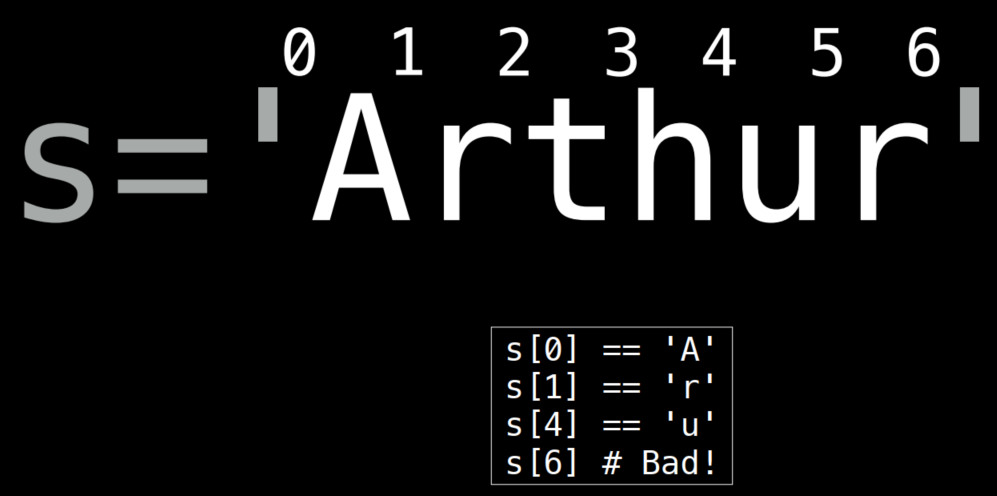 0 1 2 3 4 5 6
s='Arthur'
s[0] == 'A'
s[1] == 'r'
s[4] == 'u'
s[6] # Bad!